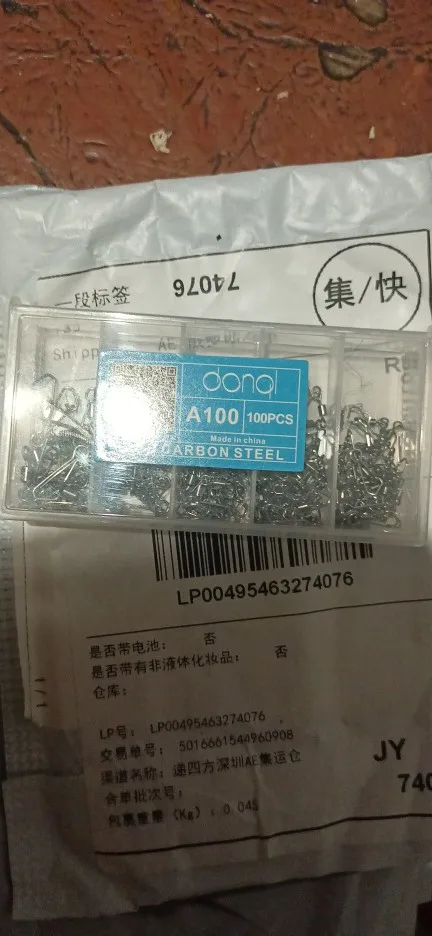 74076
一段标签
集/快
donql
A100
100PCS
Made in china
CARBON STEEL
LP00495463274076
是否带电池： 否
是否带有非液体化妆品： 否
仓库：
1/1
LP号： LP00495463274076
交易单号： 5016661544960908
渠道名称： 递四方深圳AE集运仓
合单批次号：
包裹重量（Kg）：0.045
JY
740